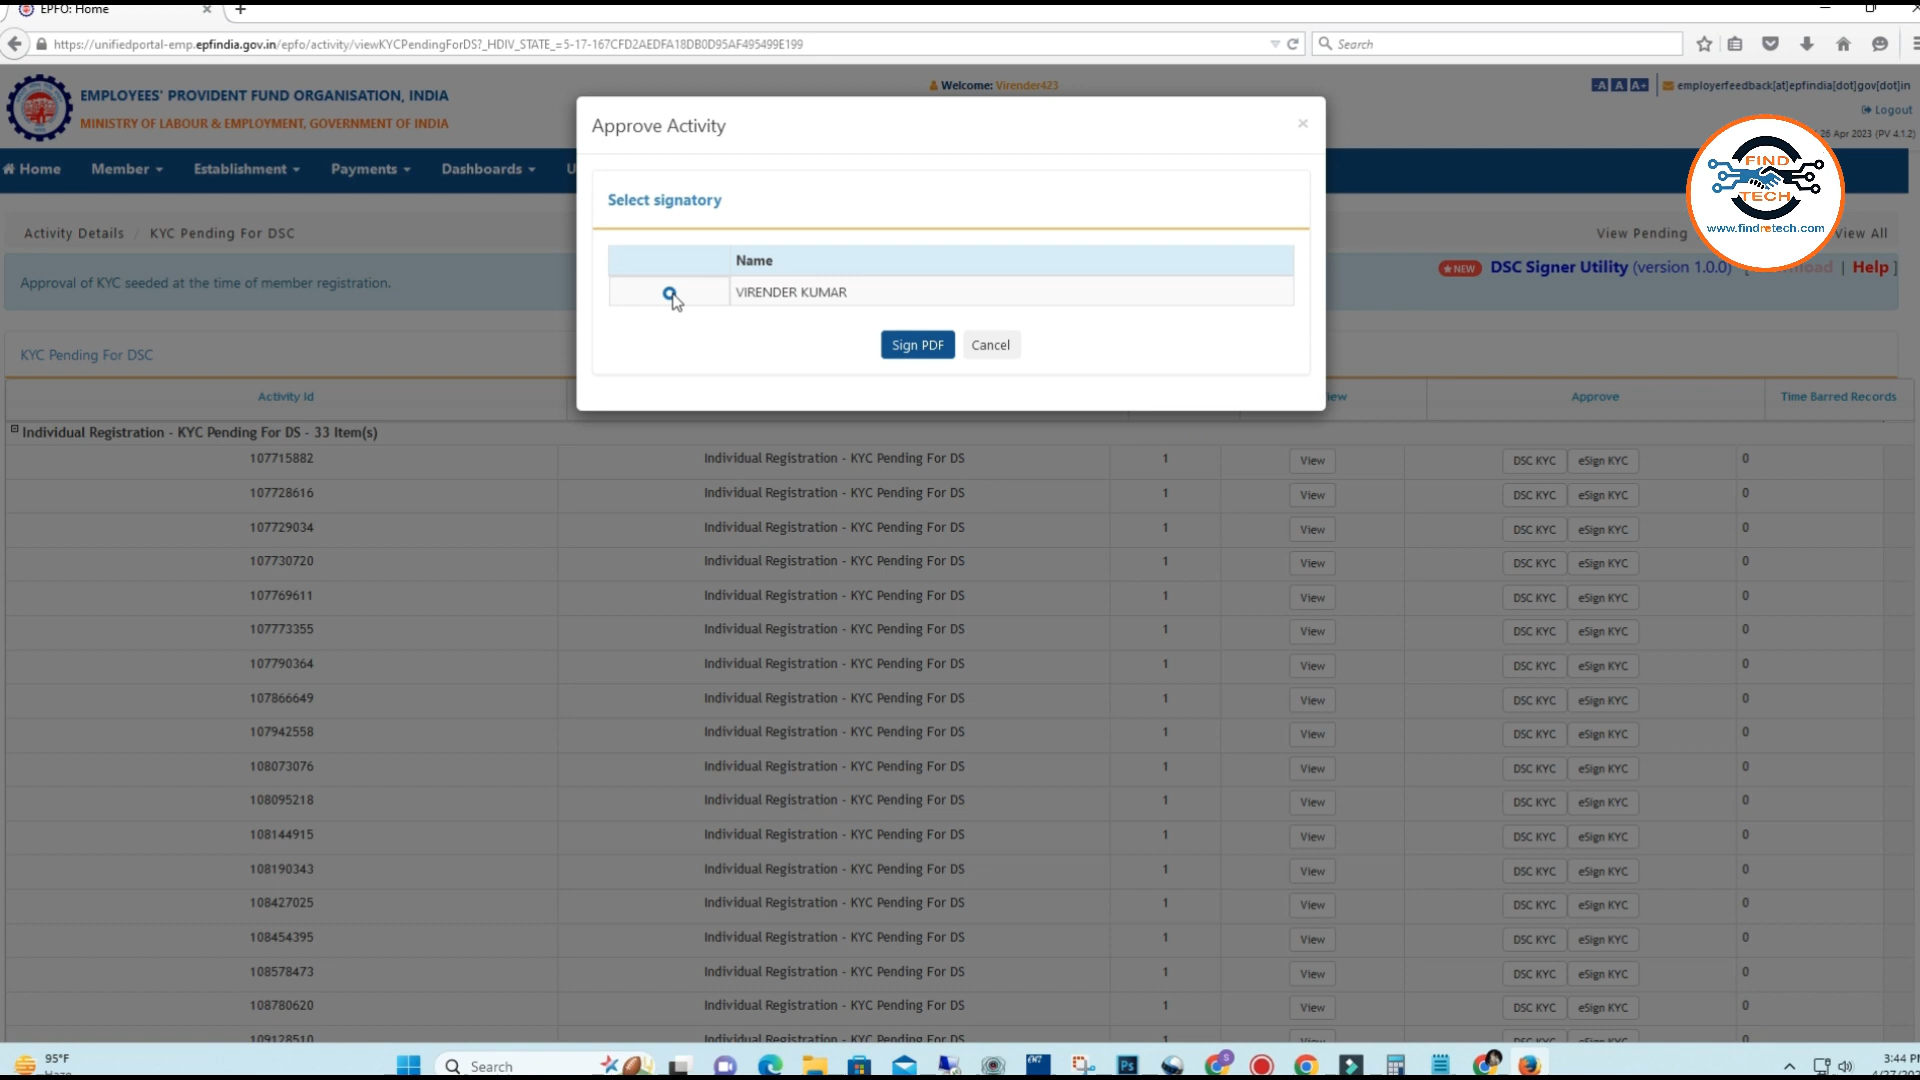 EPFO: Home
https://unifiedportal-emp.epfindia.gov.in/epfo/activity/viewKYCPendingForDS?_HDIV_STATE_=5-17-167CFD2AEDFA18DB0D95AF495499E199
Search
EMPLOYEES' PROVIDENT FUND ORGANISATION, INDIA
MINISTRY OF LABOUR & EMPLOYMENT, GOVERNMENT OF INDIA
Welcome: Virender423
-A A A+
employerfeedback[at]epfindia[dot]gov[dot]in
Logout
26 Apr 2023 (PV 4.1.2)
Home Member Establishment Payments Dashboards U
FIND
TECH
www.findretech.com
Approve Activity
×
Select signatory
Name
VIRENDER KUMAR
Sign PDF Cancel
Activity Details / KYC Pending For DSC
View Pending
View All
NEW DSC Signer Utility (version 1.0.0) [ | Help ]
Approval of KYC seeded at the time of member registration.
KYC Pending For DSC
Activity Id Approve Time Barred Records
Individual Registration - KYC Pending For DS - 33 Item(s)
107715882 Individual Registration - KYC Pending For DS 1 View DSC KYC eSign KYC 0
107728616 Individual Registration - KYC Pending For DS 1 View DSC KYC eSign KYC 0
107729034 Individual Registration - KYC Pending For DS 1 View DSC KYC eSign KYC 0
107730720 Individual Registration - KYC Pending For DS 1 View DSC KYC eSign KYC 0
107769611 Individual Registration - KYC Pending For DS 1 View DSC KYC eSign KYC 0
107773355 Individual Registration - KYC Pending For DS 1 View DSC KYC eSign KYC 0
107790364 Individual Registration - KYC Pending For DS 1 View DSC KYC eSign KYC 0
107866649 Individual Registration - KYC Pending For DS 1 View DSC KYC eSign KYC 0
107942558 Individual Registration - KYC Pending For DS 1 View DSC KYC eSign KYC 0
108073076 Individual Registration - KYC Pending For DS 1 View DSC KYC eSign KYC 0
108095218 Individual Registration - KYC Pending For DS 1 View DSC KYC eSign KYC 0
108144915 Individual Registration - KYC Pending For DS 1 View DSC KYC eSign KYC 0
108190343 Individual Registration - KYC Pending For DS 1 View DSC KYC eSign KYC 0
108427025 Individual Registration - KYC Pending For DS 1 View DSC KYC eSign KYC 0
108454395 Individual Registration - KYC Pending For DS 1 View DSC KYC eSign KYC 0
108578473 Individual Registration - KYC Pending For DS 1 View DSC KYC eSign KYC 0
108780620 Individual Registration - KYC Pending For DS 1 View DSC KYC eSign KYC 0
109128510 Individual Registration - KYC Pending For DS 1 View DSC KYC eSign KYC 0
95°F
Haze
Search
3:44 PM